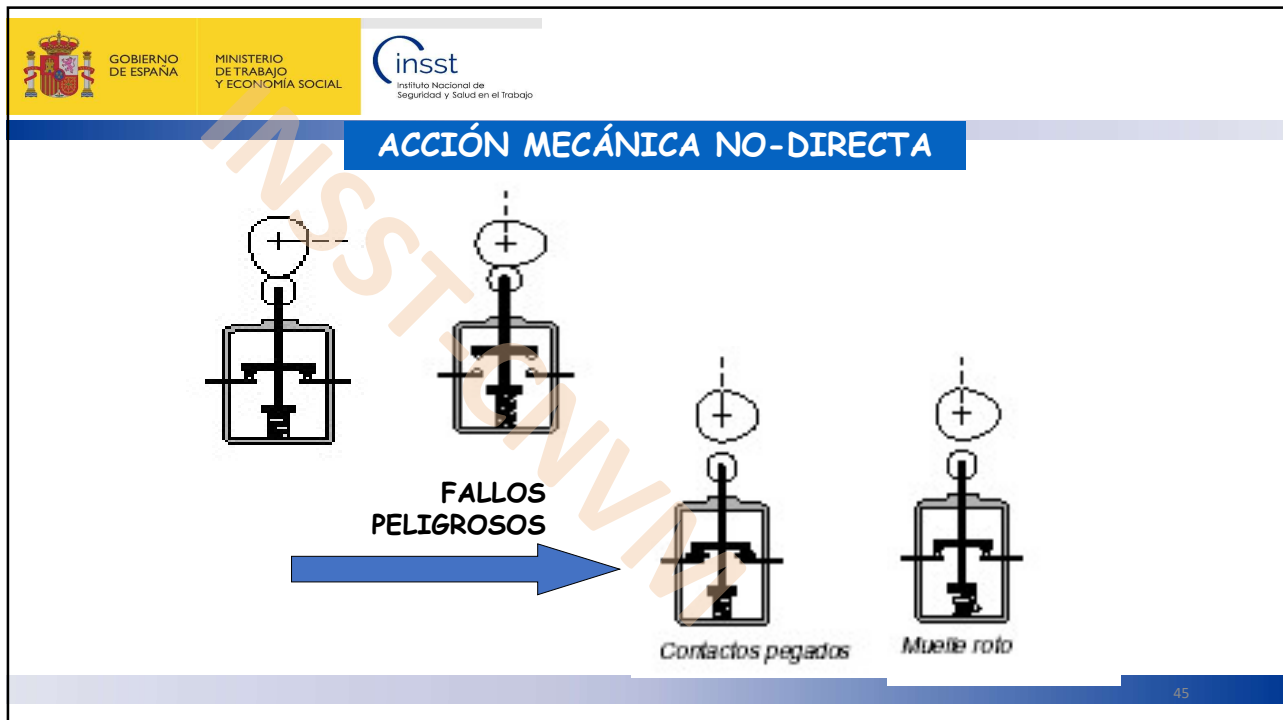 GOBIERNO
DE ESPAÑA
MINISTERIO
DE TRABAJO
Y ECONOMÍA SOCIAL
insst
Instituto Nacional de
Seguridad y Salud en el Trabajo
ACCIÓN MECÁNICA NO-DIRECTA
INSST-CNVM
FALLOS
PELIGROSOS
Contactos pegados
Muelle roto
45